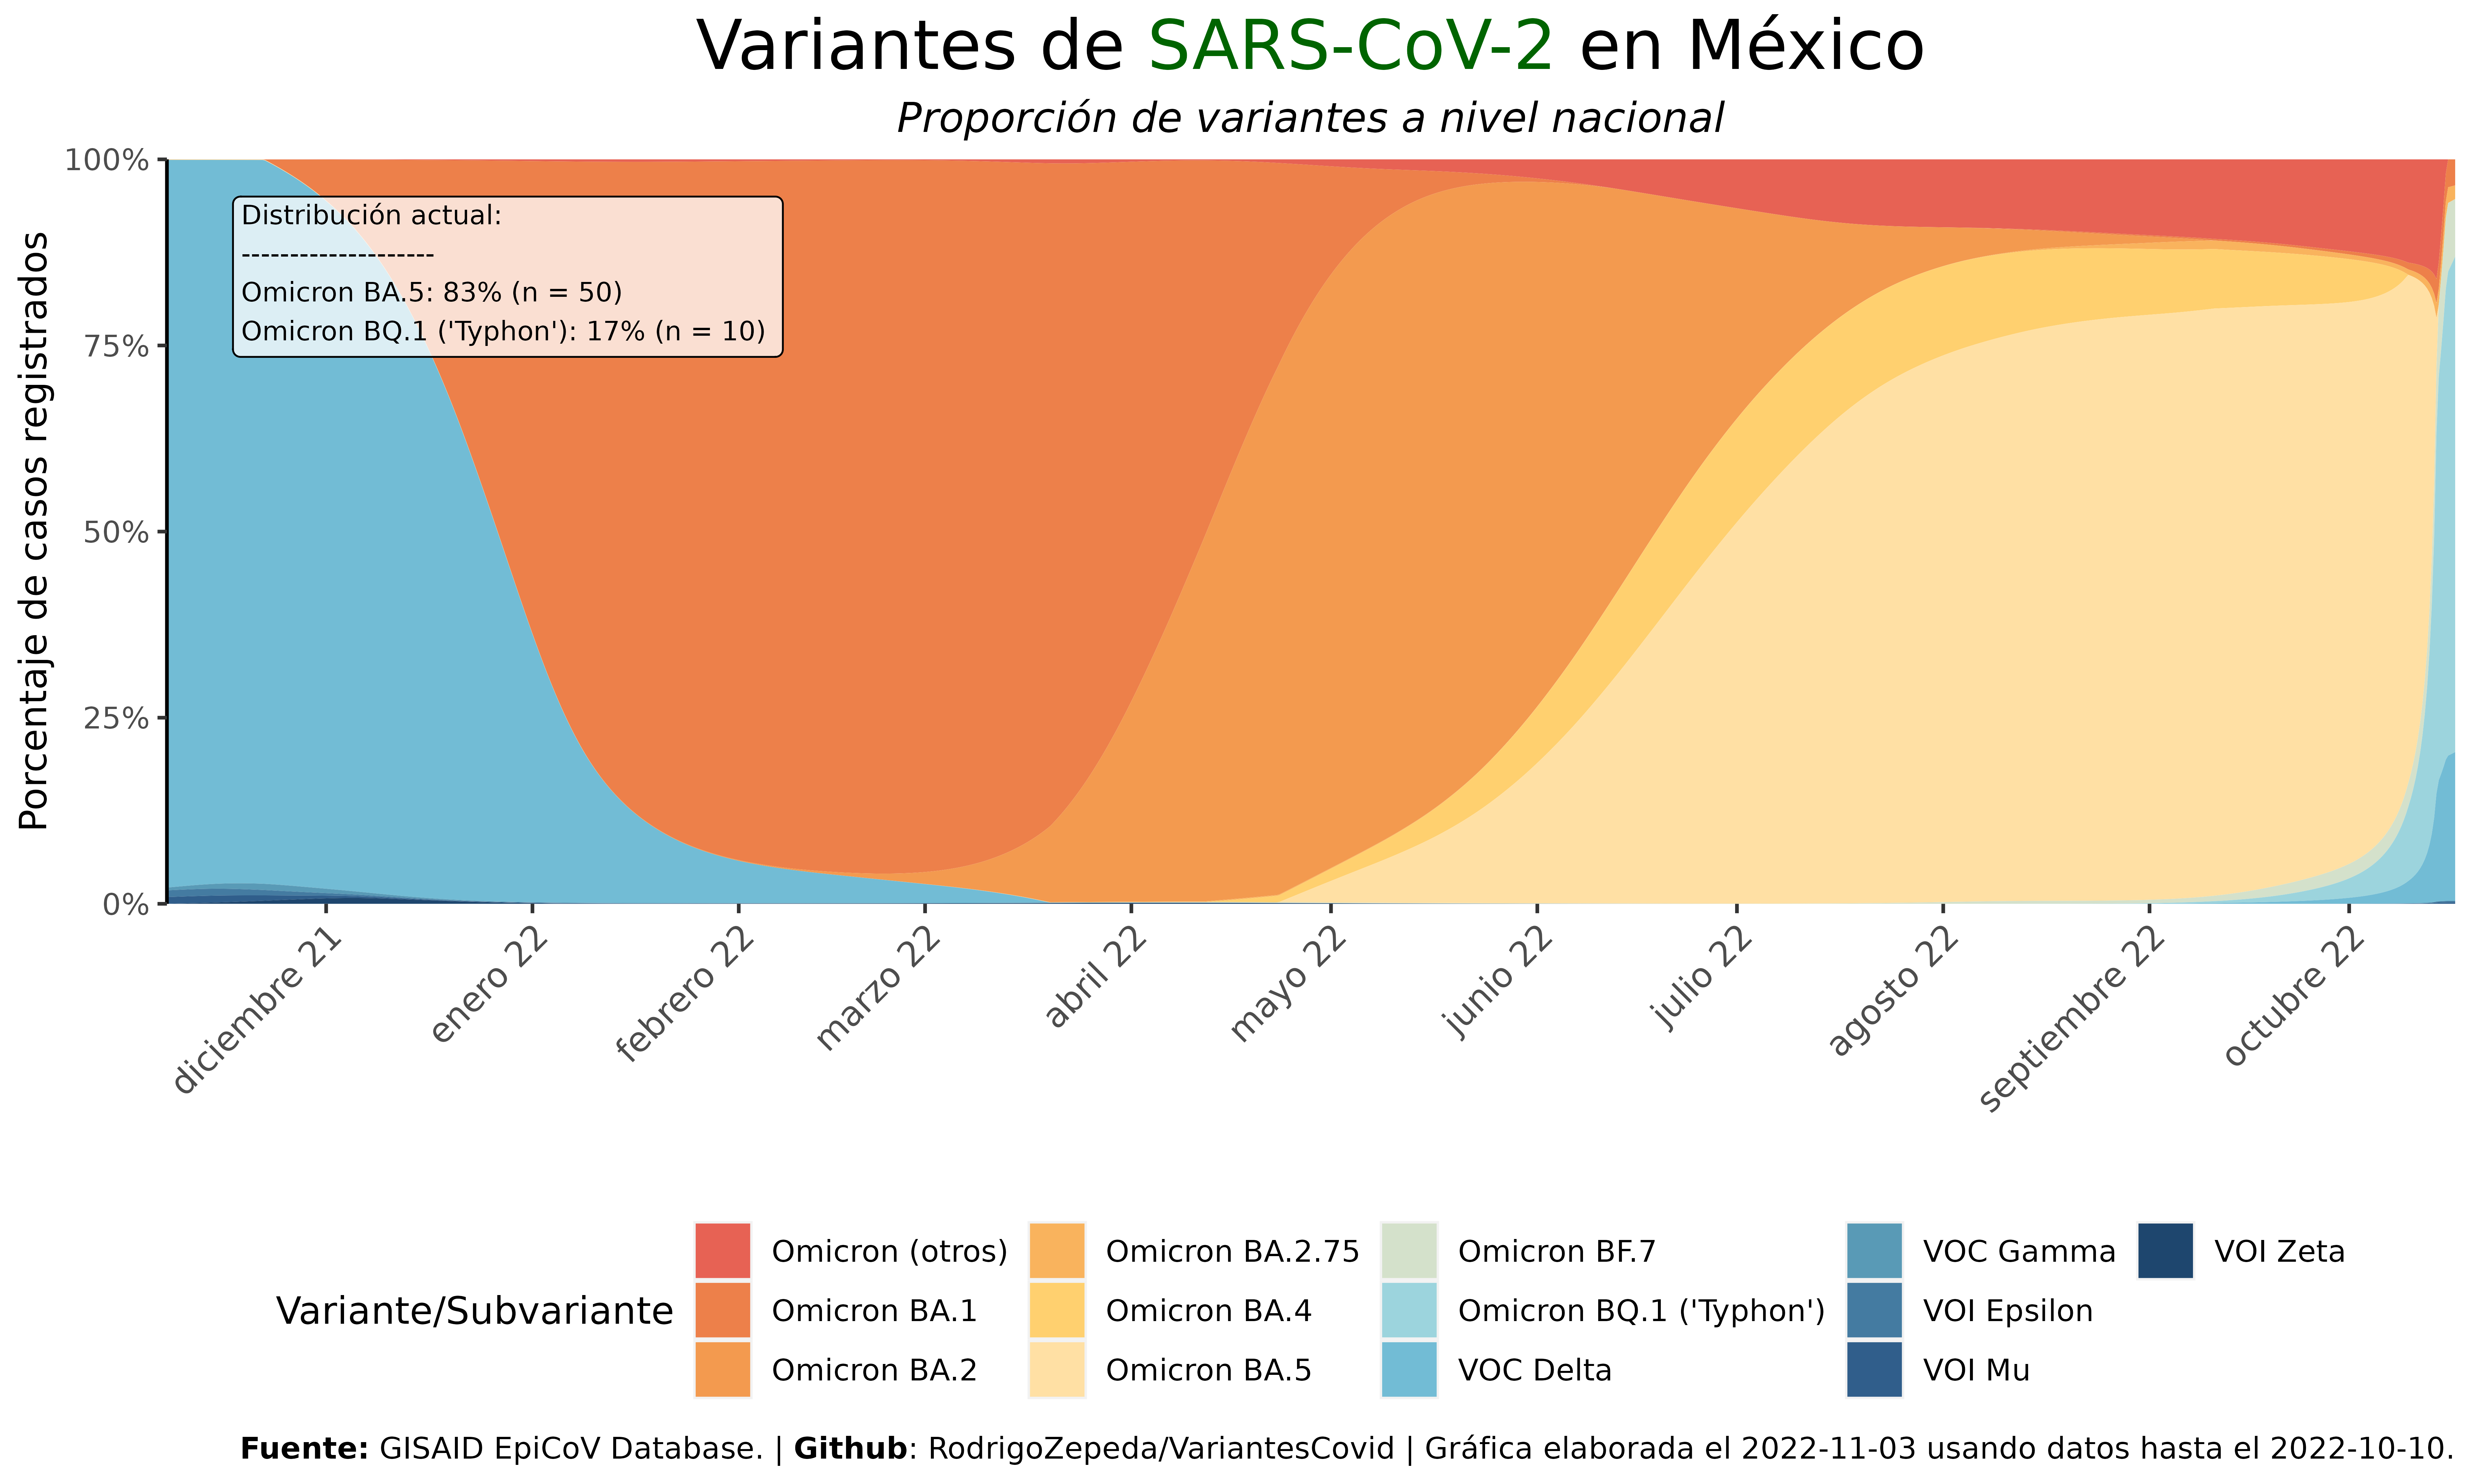 Variantes de SARS-CoV-2 en México
Proporción de variantes a nivel nacional
Porcentaje de casos registrados
100%
75%
50%
25%
0%
Distribución actual:
--------------------
Omicron BA.5: 83% (n = 50)
Omicron BQ.1 ('Typhon'): 17% (n = 10)
diciembre 21
enero 22
febrero 22
marzo 22
abril 22
mayo 22
junio 22
julio 22
agosto 22
septiembre 22
octubre 22
Variante/Subvariante
Omicron (otros)
Omicron BA.1
Omicron BA.2
Omicron BA.2.75
Omicron BA.4
Omicron BA.5
Omicron BF.7
Omicron BQ.1 ('Typhon')
VOC Delta
VOC Gamma
VOI Epsilon
VOI Mu
VOI Zeta
Fuente: GISAID EpiCoV Database. | Github: RodrigoZepeda/VariantesCovid | Gráfica elaborada el 2022-11-03 usando datos hasta el 2022-10-10.